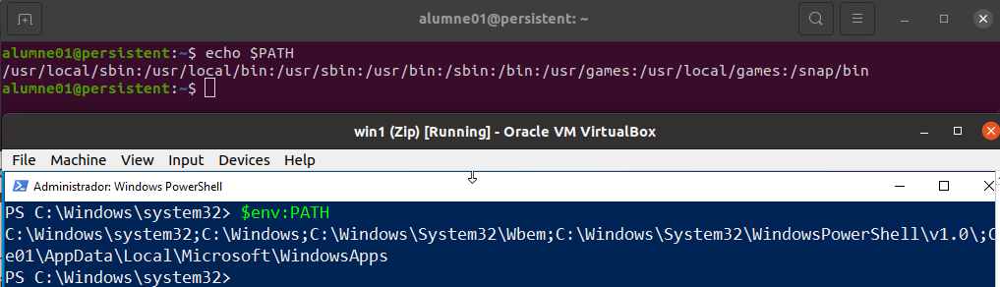 alumne01@persistent: ~
alumne01@persistent:~$ echo $PATH
/usr/local/sbin:/usr/local/bin:/usr/sbin:/usr/bin:/sbin:/bin:/usr/games:/usr/local/games:/snap/bin
alumne01@persistent:~$
win1 (Zip) [Running] - Oracle VM VirtualBox
File Machine View Input Devices Help
Administrador: Windows PowerShell
PS C:\Windows\system32> $env:PATH
C:\Windows\system32;C:\Windows;C:\Windows\System32\Wbem;C:\Windows\System32\WindowsPowerShell\v1.0\;
e01\AppData\Local\Microsoft\WindowsApps
PS C:\Windows\system32>